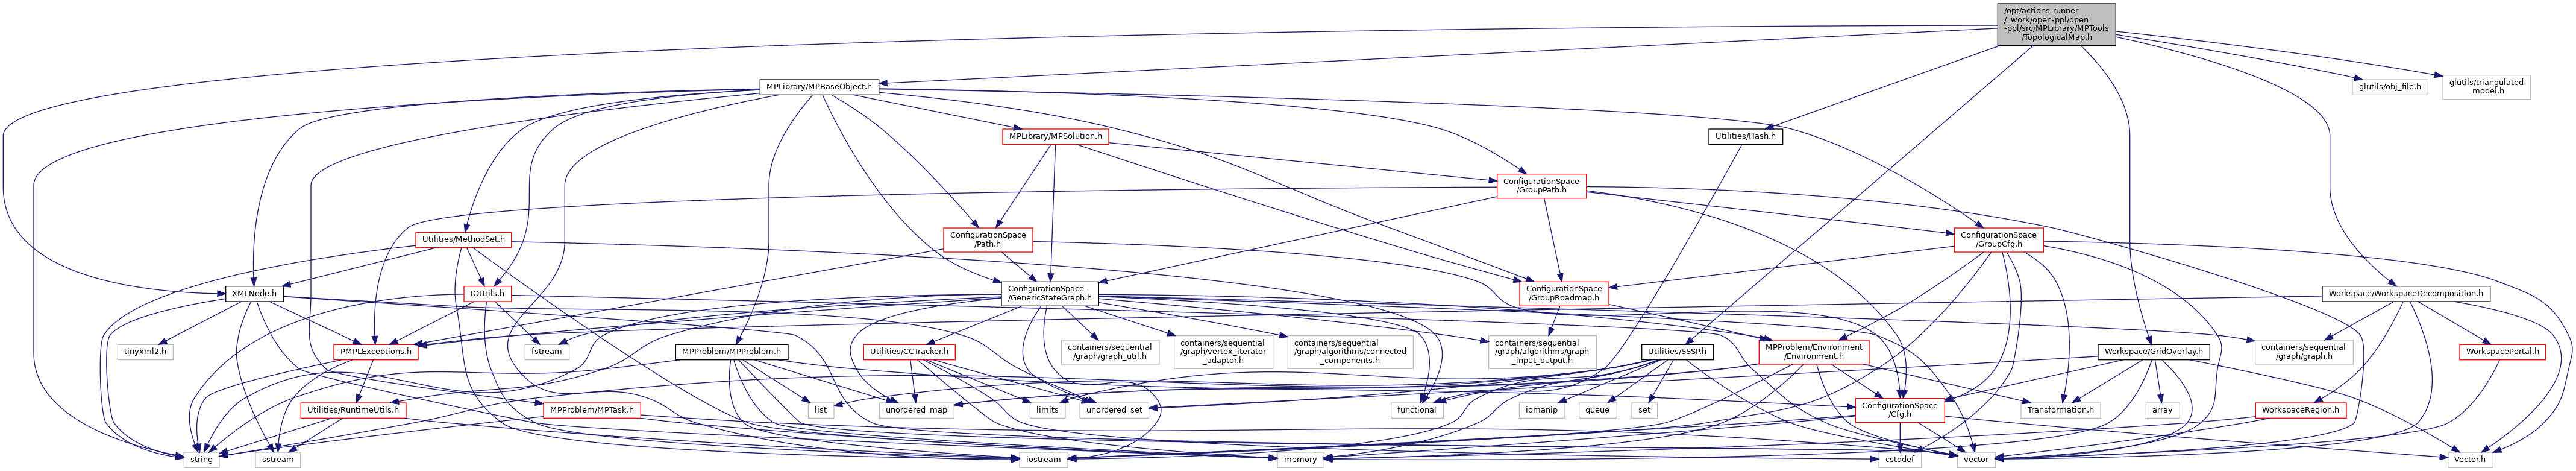 /opt/actions-runner
/_work/open-ppl/open
-ppl/src/MPLibrary/MPTools
/TopologicalMap.h
MPLibrary/MPBaseObject.h
glutils/obj_file.h
glutils/triangulated
_model.h
MPLibrary/MPSolution.h
Utilities/Hash.h
ConfigurationSpace
/GroupPath.h
Utilities/MethodSet.h
ConfigurationSpace
/Path.h
ConfigurationSpace
/GroupCfg.h
XMLNode.h
IOUtils.h
ConfigurationSpace
/GenericStateGraph.h
ConfigurationSpace
/GroupRoadmap.h
Workspace/WorkspaceDecomposition.h
tinyxml2.h
PMPLExceptions.h
fstream
MPProblem/MPProblem.h
Utilities/CCTracker.h
containers/sequential
/graph/graph_util.h
containers/sequential
/graph/vertex_iterator
_adaptor.h
containers/sequential
/graph/algorithms/connected
_components.h
containers/sequential
/graph/algorithms/graph
_input_output.h
Utilities/SSSP.h
MPProblem/Environment
/Environment.h
Workspace/GridOverlay.h
containers/sequential
/graph/graph.h
WorkspacePortal.h
Utilities/RuntimeUtils.h
MPProblem/MPTask.h
list
unordered_map
limits
unordered_set
functional
iomanip
queue
set
ConfigurationSpace
/Cfg.h
Transformation.h
array
WorkspaceRegion.h
string
sstream
iostream
memory
cstddef
vector
Vector.h